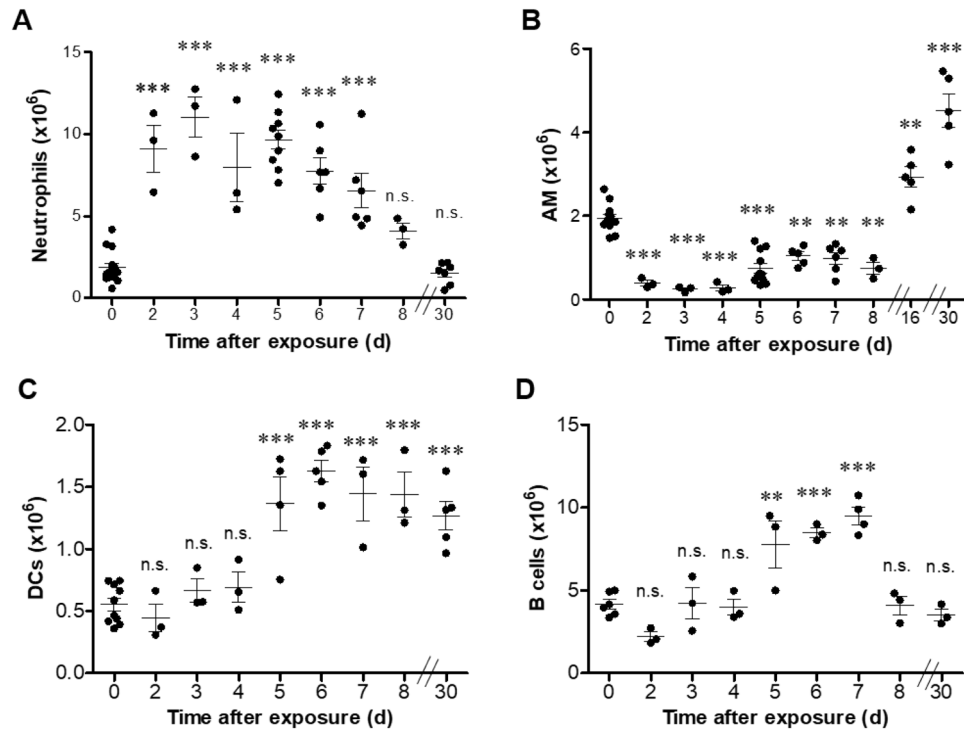 A
Neutrophils (x10⁶)
15
10
5
0
*** *** *** *** *** *** n.s. n.s.
0 2 3 4 5 6 7 8 30
Time after exposure (d)
B
AM (x10⁶)
6
4
2
0
*** *** *** *** ** ** ** ** ***
0 2 3 4 5 6 7 8 16 30
Time after exposure (d)
C
DCs (x10⁶)
2.0
1.5
1.0
0.5
0.0
n.s. n.s. n.s. *** *** *** *** ***
0 2 3 4 5 6 7 8 30
Time after exposure (d)
D
B cells (x10⁶)
15
10
5
0
n.s. n.s. n.s. ** *** *** n.s. n.s.
0 2 3 4 5 6 7 8 30
Time after exposure (d)